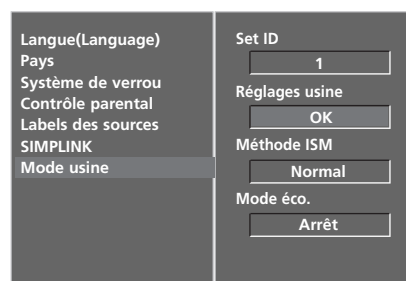 Langue(Language)
Pays
Système de verrou
Contrôle parental
Labels des sources
SIMPLINK
Mode usine
Set ID
1
Réglages usine
OK
Méthode ISM
Normal
Mode éco.
Arrêt